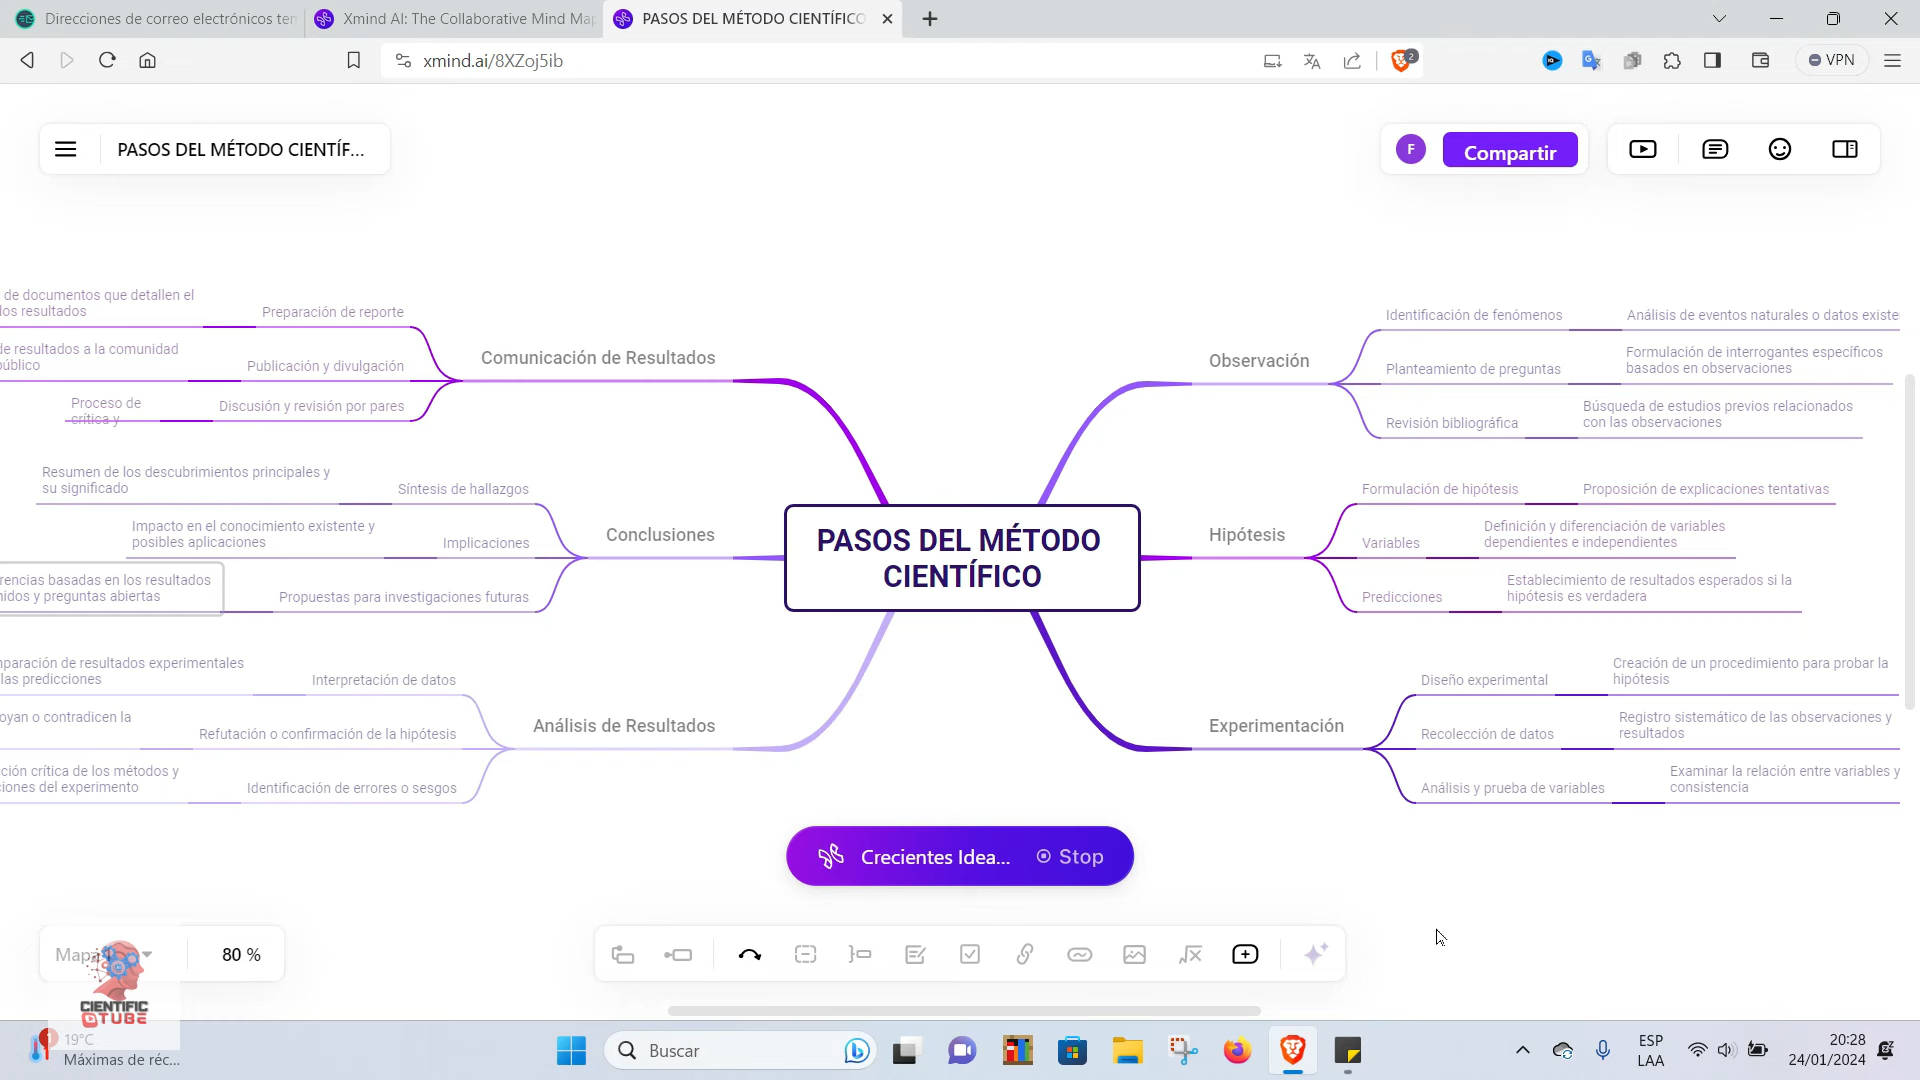 Direcciones de correo electrónicos tem
Xmind AI: The Collaborative Mind Map
PASOS DEL MÉTODO CIENTÍFICO
xmind.ai/8XZoj5ib
2
VPN
PASOS DEL MÉTODO CIENTÍF...
F
Compartir
de documentos que detallen el
los resultados
Preparación de reporte
de resultados a la comunidad
público
Publicación y divulgación
Proceso de
crítica y
Discusión y revisión por pares
Comunicación de Resultados
Resumen de los descubrimientos principales y
su significado
Síntesis de hallazgos
Impacto en el conocimiento existente y
posibles aplicaciones
Implicaciones
rencias basadas en los resultados
nidos y preguntas abiertas
Propuestas para investigaciones futuras
Conclusiones
mparación de resultados experimentales
las predicciones
Interpretación de datos
oyan o contradicen la
Refutación o confirmación de la hipótesis
ción crítica de los métodos y
ciones del experimento
Identificación de errores o sesgos
Análisis de Resultados
PASOS DEL MÉTODO
CIENTÍFICO
Observación
Identificación de fenómenos
Análisis de eventos naturales o datos existe
Planteamiento de preguntas
Formulación de interrogantes específicos
basados en observaciones
Revisión bibliográfica
Búsqueda de estudios previos relacionados
con las observaciones
Hipótesis
Formulación de hipótesis
Proposición de explicaciones tentativas
Variables
Definición y diferenciación de variables
dependientes e independientes
Predicciones
Establecimiento de resultados esperados si la
hipótesis es verdadera
Experimentación
Diseño experimental
Creación de un procedimiento para probar la
hipótesis
Recolección de datos
Registro sistemático de las observaciones y
resultados
Análisis y prueba de variables
Examinar la relación entre variables y
consistencia
Crecientes Idea...
Stop
80 %
CIENTIFIC
TUBE
1
19°C
Máximas de réc...
Buscar
ESP
LAA
20:28
24/01/2024